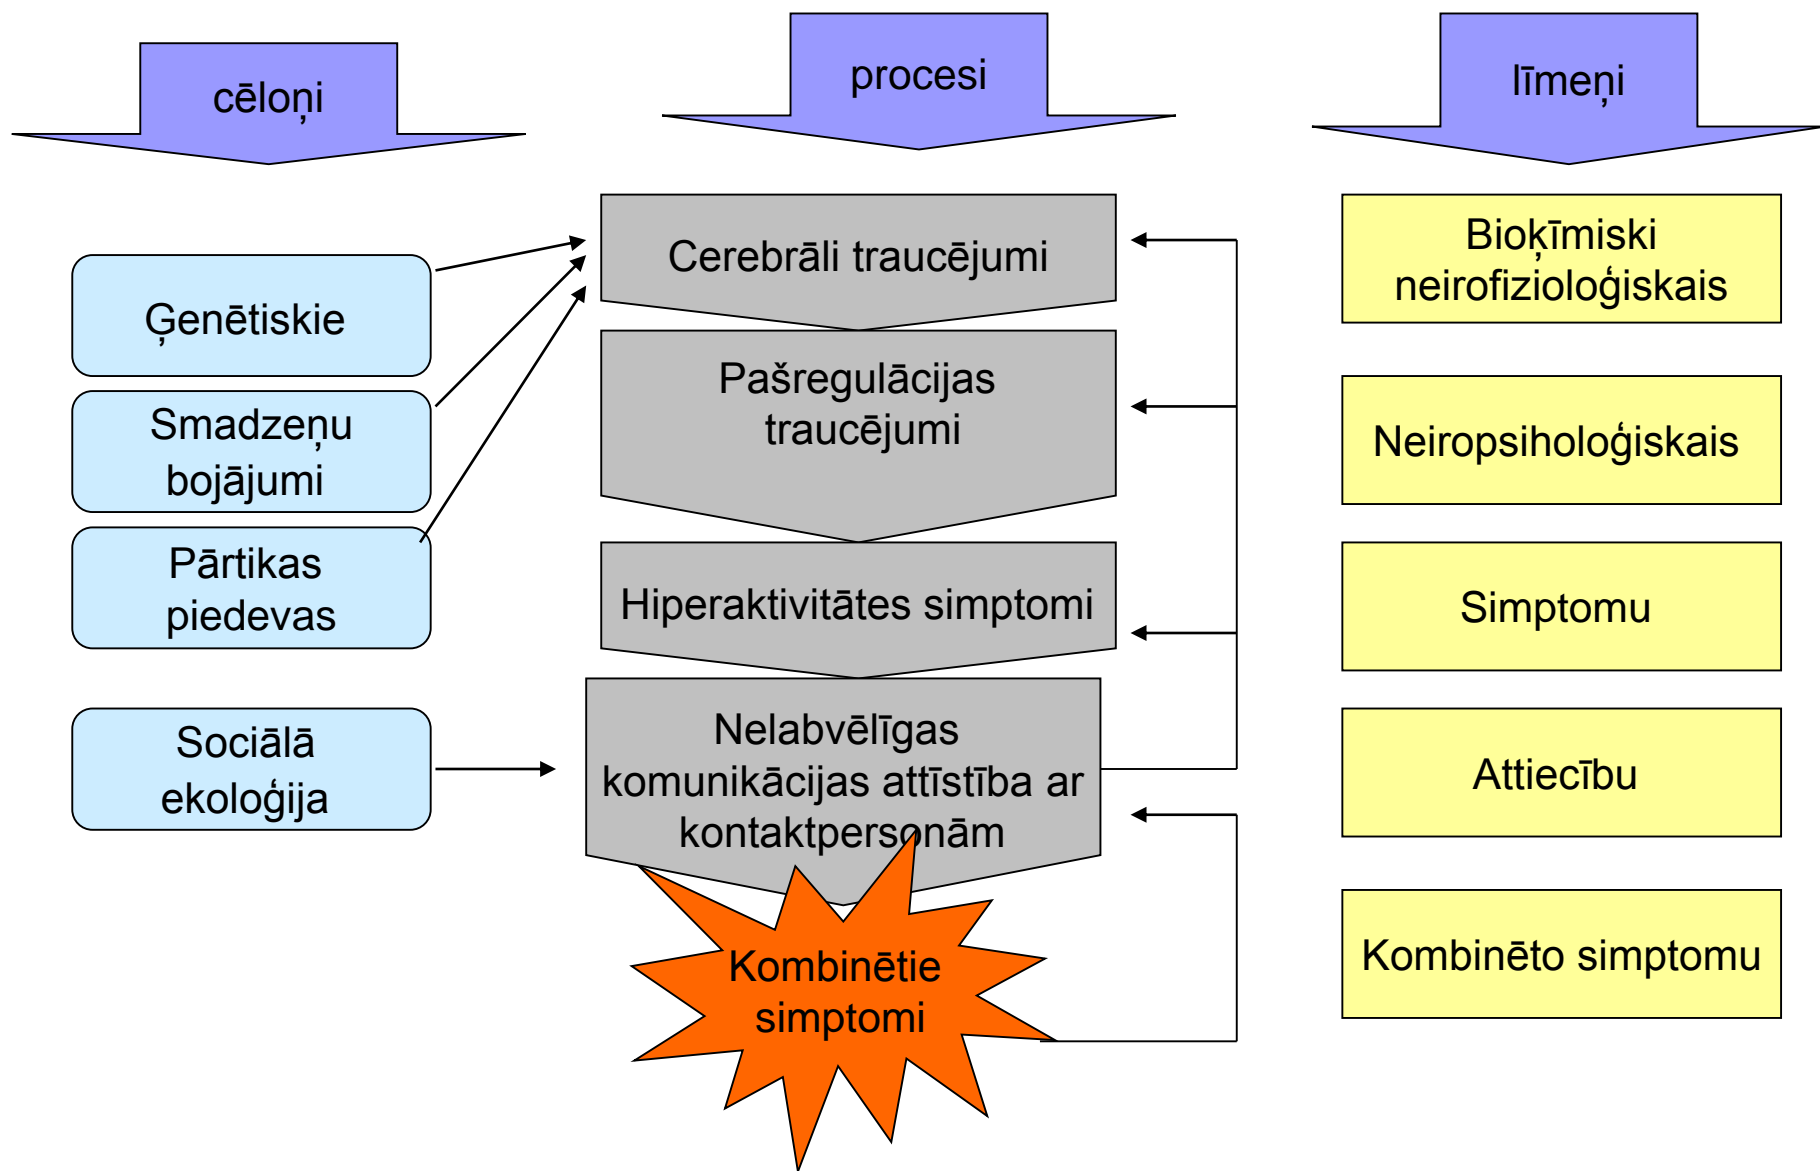 cēloņi
procesi
līmeņi
Ģenētiskie
Smadzeņu
bojājumi
Pārtikas
piedevas
Sociālā
ekoloģija
Cerebrāli traucējumi
Pašregulācijas
traucējumi
Hiperaktivitātes simptomi
Nelabvēlīgas
komunikācijas attīstība ar
kontaktpersonām
Kombinētie
simptomi
Bioķīmiski
neirofizioloģiskais
Neiropsiholoģiskais
Simptomu
Attiecību
Kombinēto simptomu